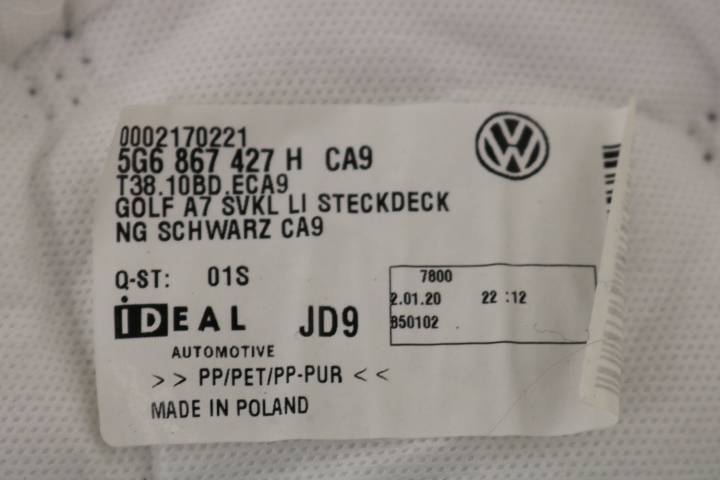 0002170221
5G6 867 427 H CA9
T38.10BD.ECA9
GOLF A7 SVKL LI STECKDECK
NG SCHWARZ CA9
Q-ST: 01S
7800
2.01.20 22 :12
850102
iDEAL JD9
AUTOMOTIVE
> > PP/PET/PP-PUR < <
MADE IN POLAND